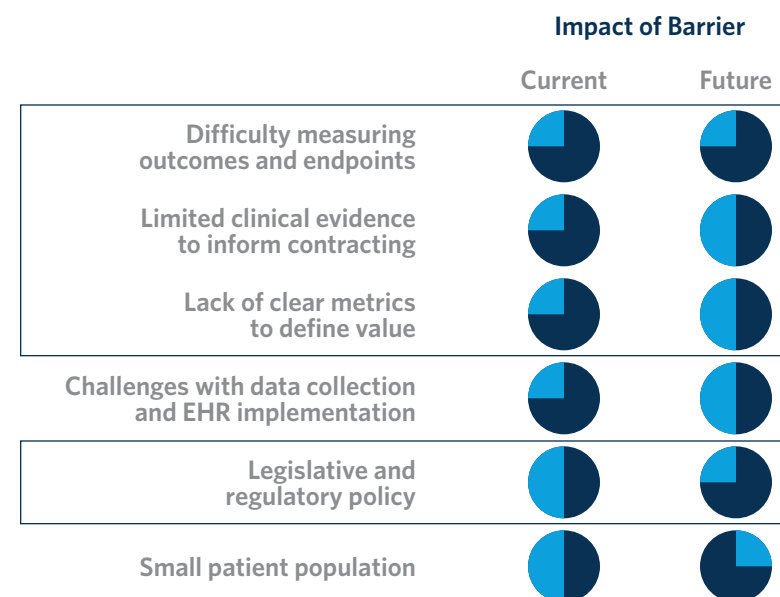 Impact of Barrier
Current Future
Difficulty measuring
outcomes and endpoints
Limited clinical evidence
to inform contracting
Lack of clear metrics
to define value
Challenges with data collection
and EHR implementation
Legislative and
regulatory policy
Small patient population